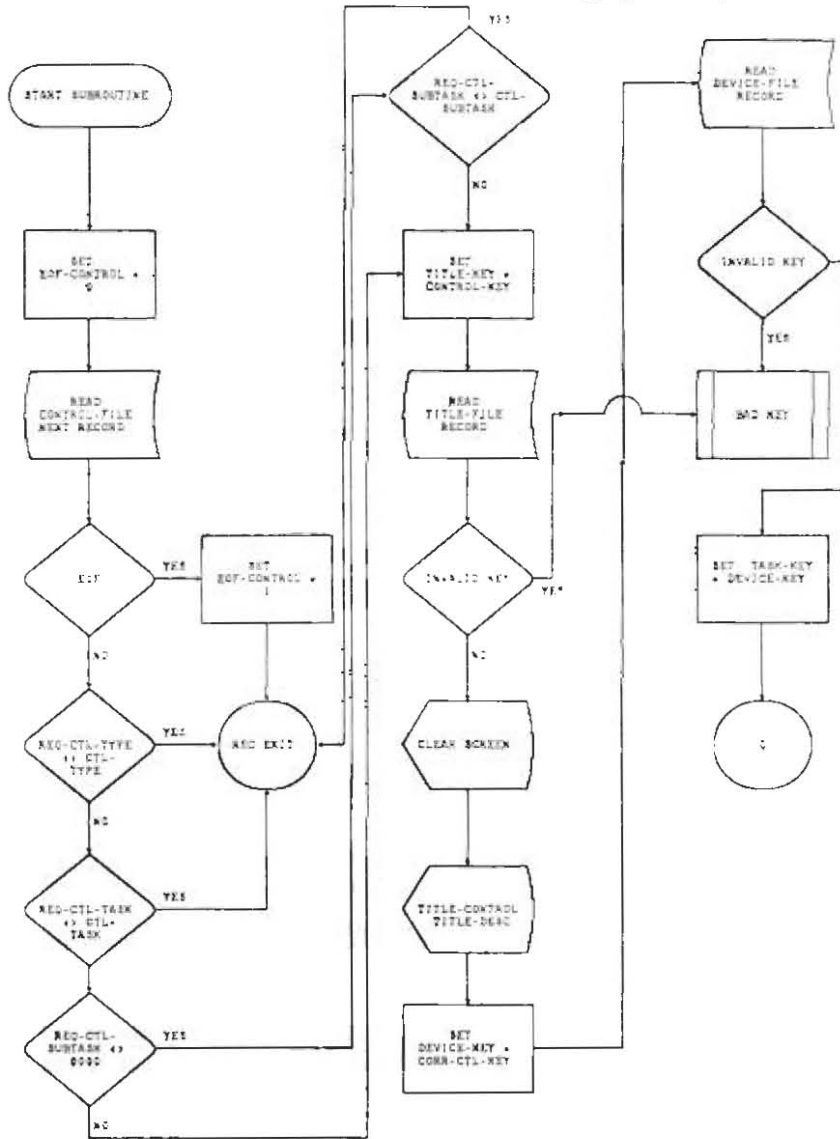 START SUBROUTINE
SET
EOF-CONTROL =
0
READ
CONTROL-FILE
NEXT RECORD
EOF
YES
SET
EOF-CONTROL =
1
NO
REQ-CTL-TYPE
<> CTL-
TYPE
YES
REQ EXIT
NO
REQ-CTL-TASK
<> CTL-
TASK
YES
REQ-CTL-
SUBTASK <>
0000
YES
NO
YES
REQ-CTL-
SUBTASK <> CTL-
SUBTASK
NO
SET
TITLE-KEY =
CONTROL-KEY
READ
TITLE-FILE
RECORD
INVALID KEY
YES
NO
CLEAR SCREEN
TITLE-CONTROL
TITLE-DESC
SET
DEVICE-KEY =
CORR-CTL-KEY
READ
DEVICE-FILE
RECORD
INVALID KEY
YES
BAD KEY
SET TASK-KEY
= DEVICE-KEY